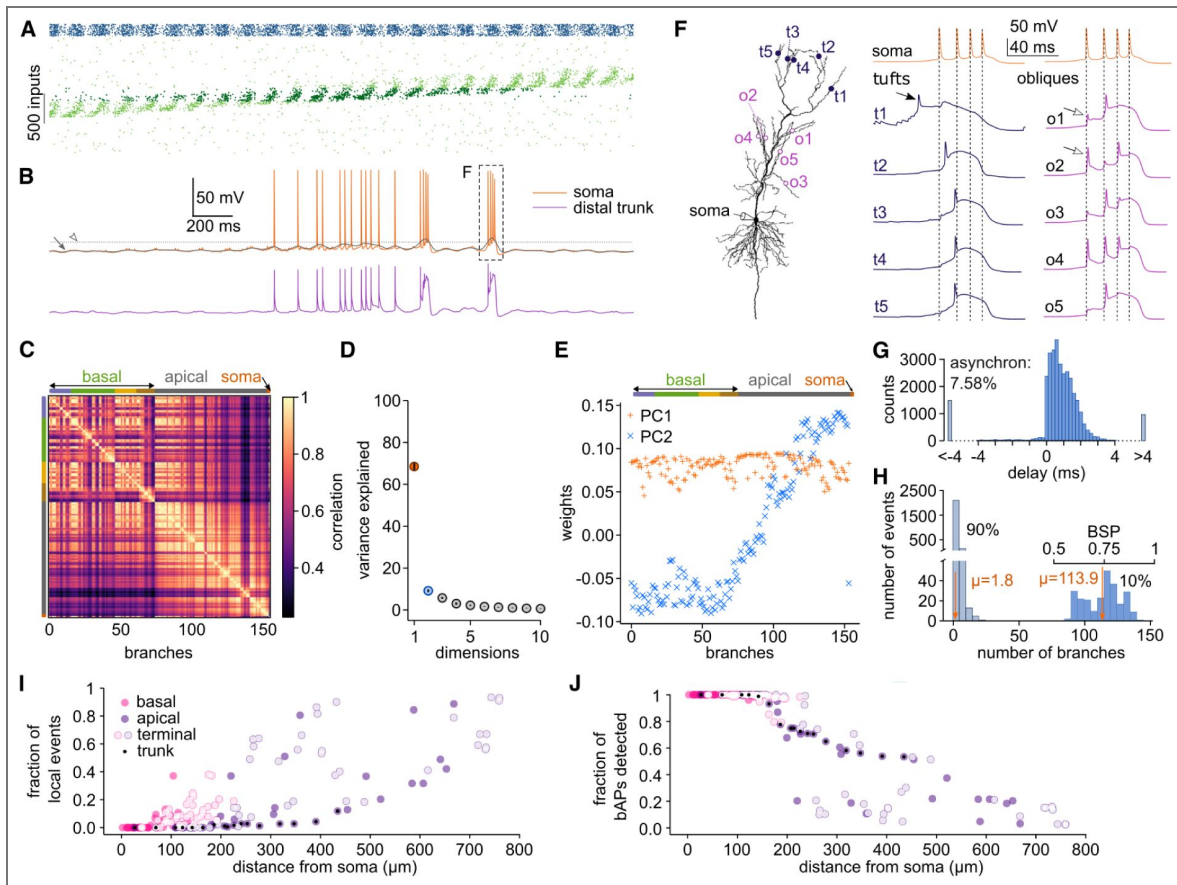 A
500 inputs
B
50 mV
200 ms
F
soma
distal trunk
C
basal apical soma
0 50 100 150
branches
1
0.8
0.6
0.4
correlation
D
100
80
60
40
20
0
variance explained
1 5 10
dimensions
E
basal apical soma
PC1
PC2
0.15
0.10
0.05
0.00
-0.05
-0.10
weights
0 50 100 150
branches
F
t3
t5 t2
t4
t1
o2
o4 o1
o5
o3
soma
50 mV
40 ms
soma
tufts obliques
t1 o1
t2 o2
t3 o3
t4 o4
t5 o5
G
asynchron:
7.58%
3000
2000
1000
0
counts
<-4 -4 0 4 >4
delay (ms)
H
2500
1500
500
40
20
0
number of events
90%
μ=1.8
BSP
0.5 0.75 1
μ=113.9 10%
0 50 100 150
number of branches
I
basal
apical
terminal
trunk
1
0.8
0.6
0.4
0.2
0.0
fraction of
local events
0 100 200 300 400 500 600 700 800
distance from soma (μm)
J
1
0.8
0.6
0.4
0.2
0.0
fraction of
bAPs detected
0 100 200 300 400 500 600 700 800
distance from soma (μm)